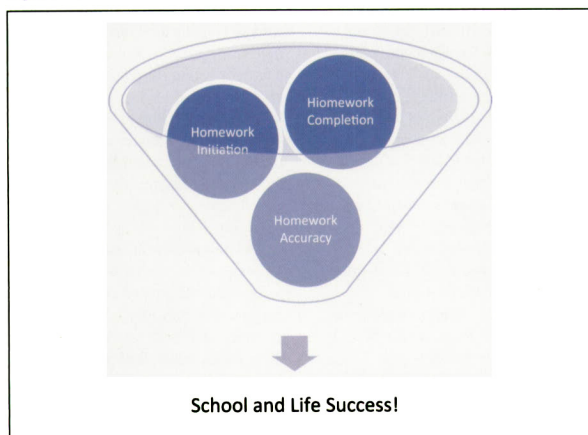 Homework
Initiation
Hiomework
Completion
Homework
Accuracy
School and Life Success!